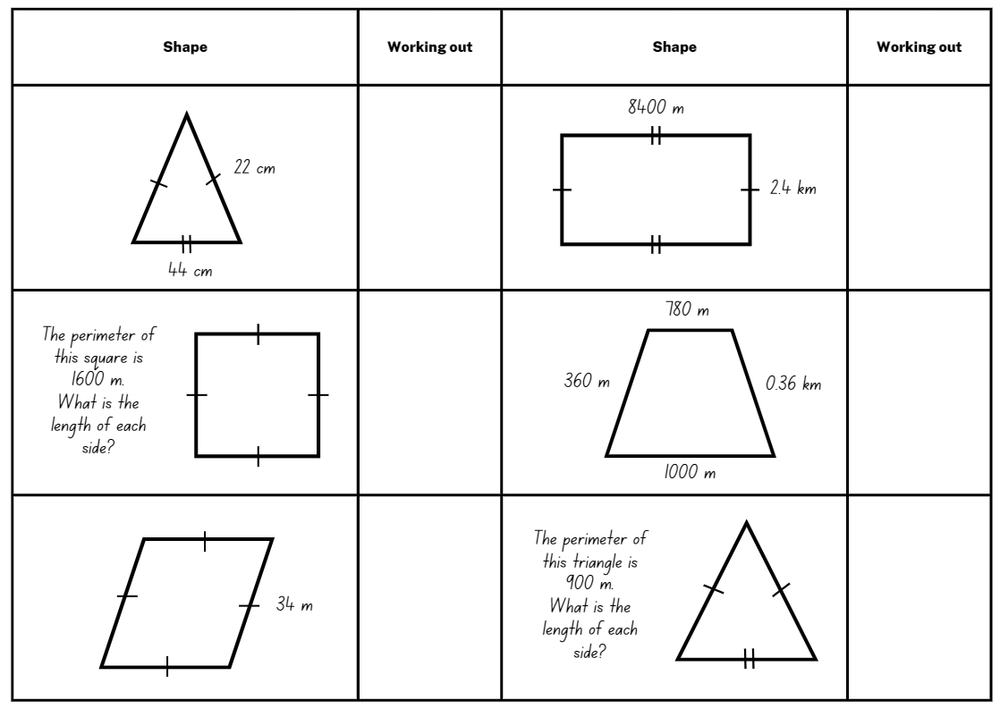 Shape
Working out
Shape
Working out
22 cm
44 cm
8400 m
2.4 km
The perimeter of
this square is
1600 m.
What is the
length of each
side?
780 m
360 m
0.36 km
1000 m
34 m
The perimeter of
this triangle is
900 m.
What is the
length of each
side?